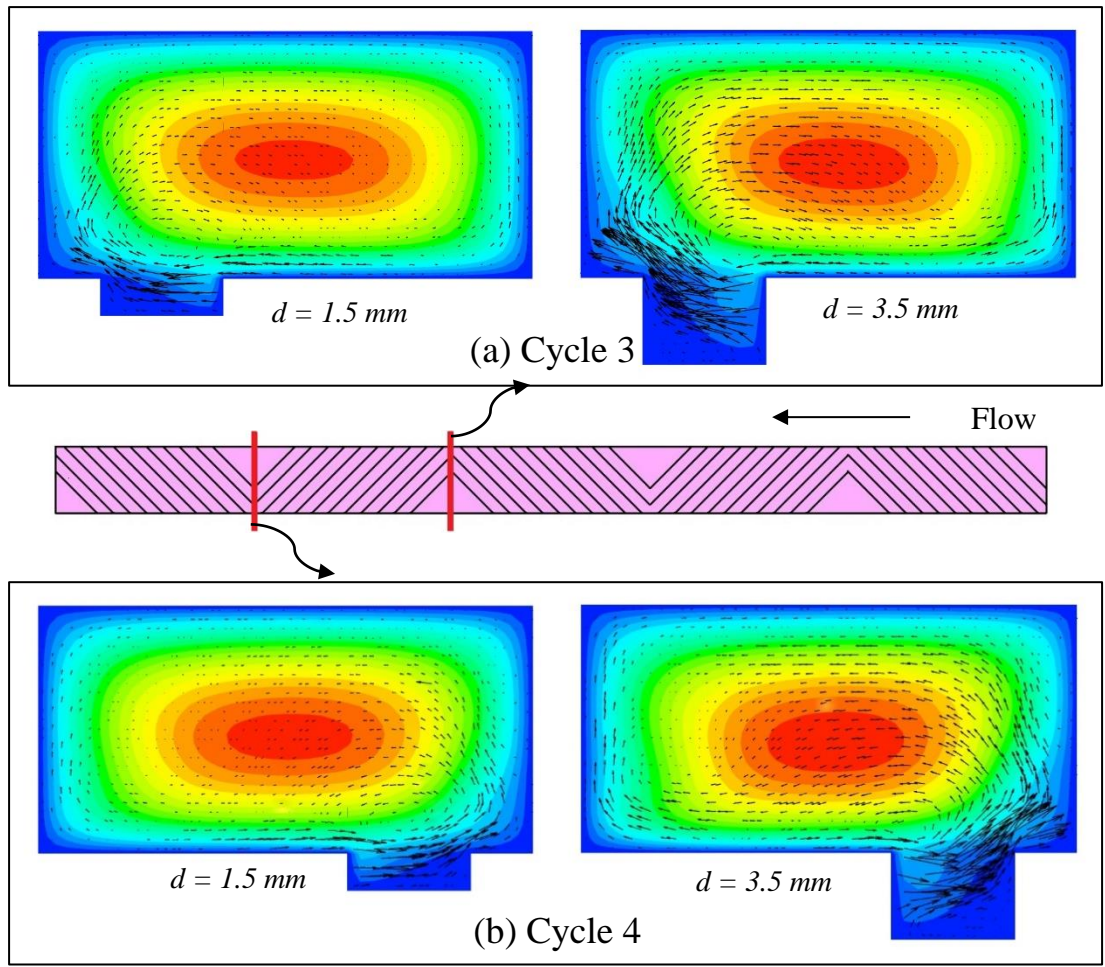 d = 1.5 mm
d = 3.5 mm
(a) Cycle 3
Flow
d = 1.5 mm
d = 3.5 mm
(b) Cycle 4